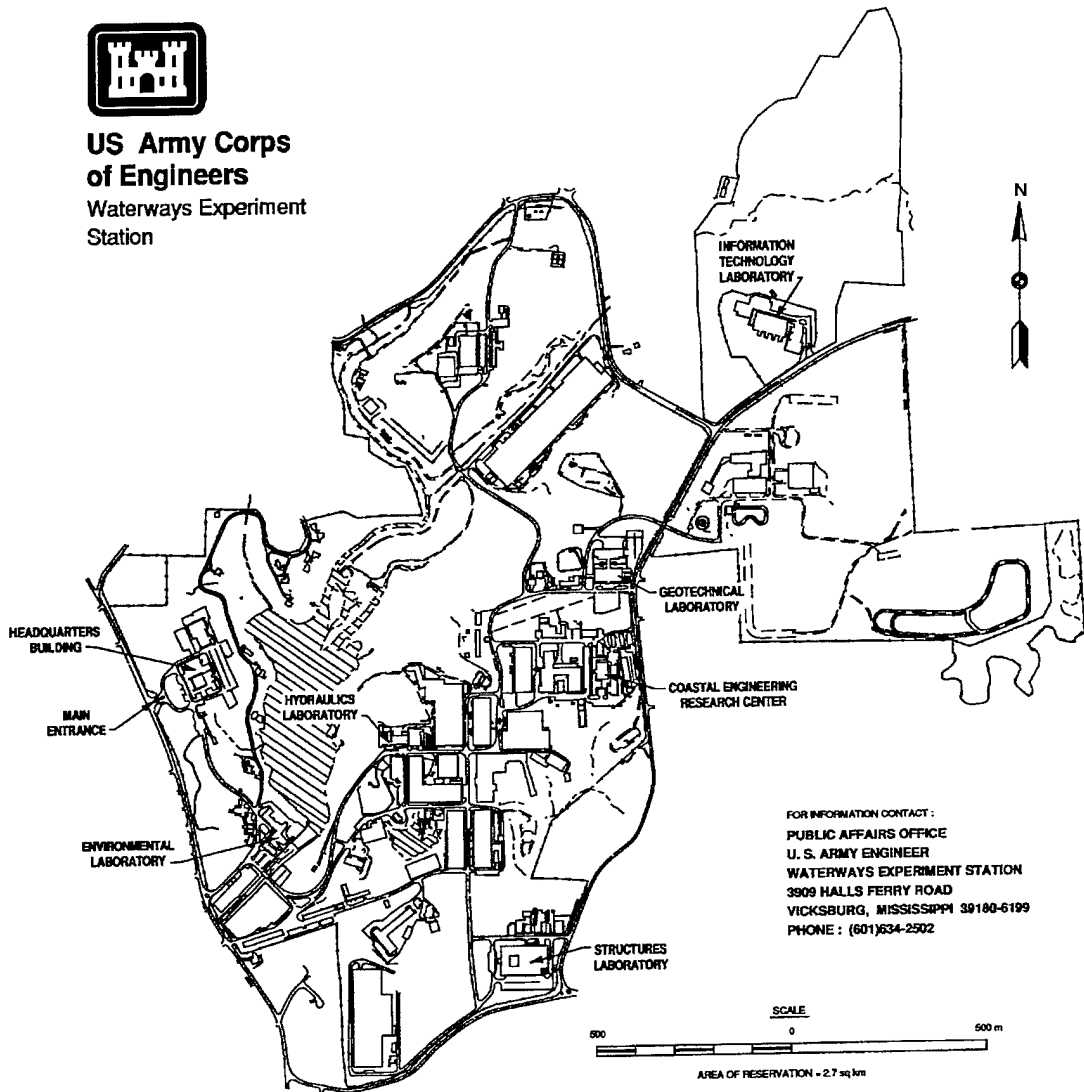 US Army Corps
of Engineers
Waterways Experiment
Station
N
INFORMATION
TECHNOLOGY
LABORATORY
GEOTECHNICAL
LABORATORY
HEADQUARTERS
BUILDING
HYDRAULICS
LABORATORY
COASTAL ENGINEERING
RESEARCH CENTER
MAIN
ENTRANCE
ENVIRONMENTAL
LABORATORY
STRUCTURES
LABORATORY
FOR INFORMATION CONTACT :
PUBLIC AFFAIRS OFFICE
U. S. ARMY ENGINEER
WATERWAYS EXPERIMENT STATION
3909 HALLS FERRY ROAD
VICKSBURG, MISSISSIPPI 39180-6199
PHONE : (601)634-2502
SCALE
500 0 500 m
AREA OF RESERVATION = 2.7 sq km